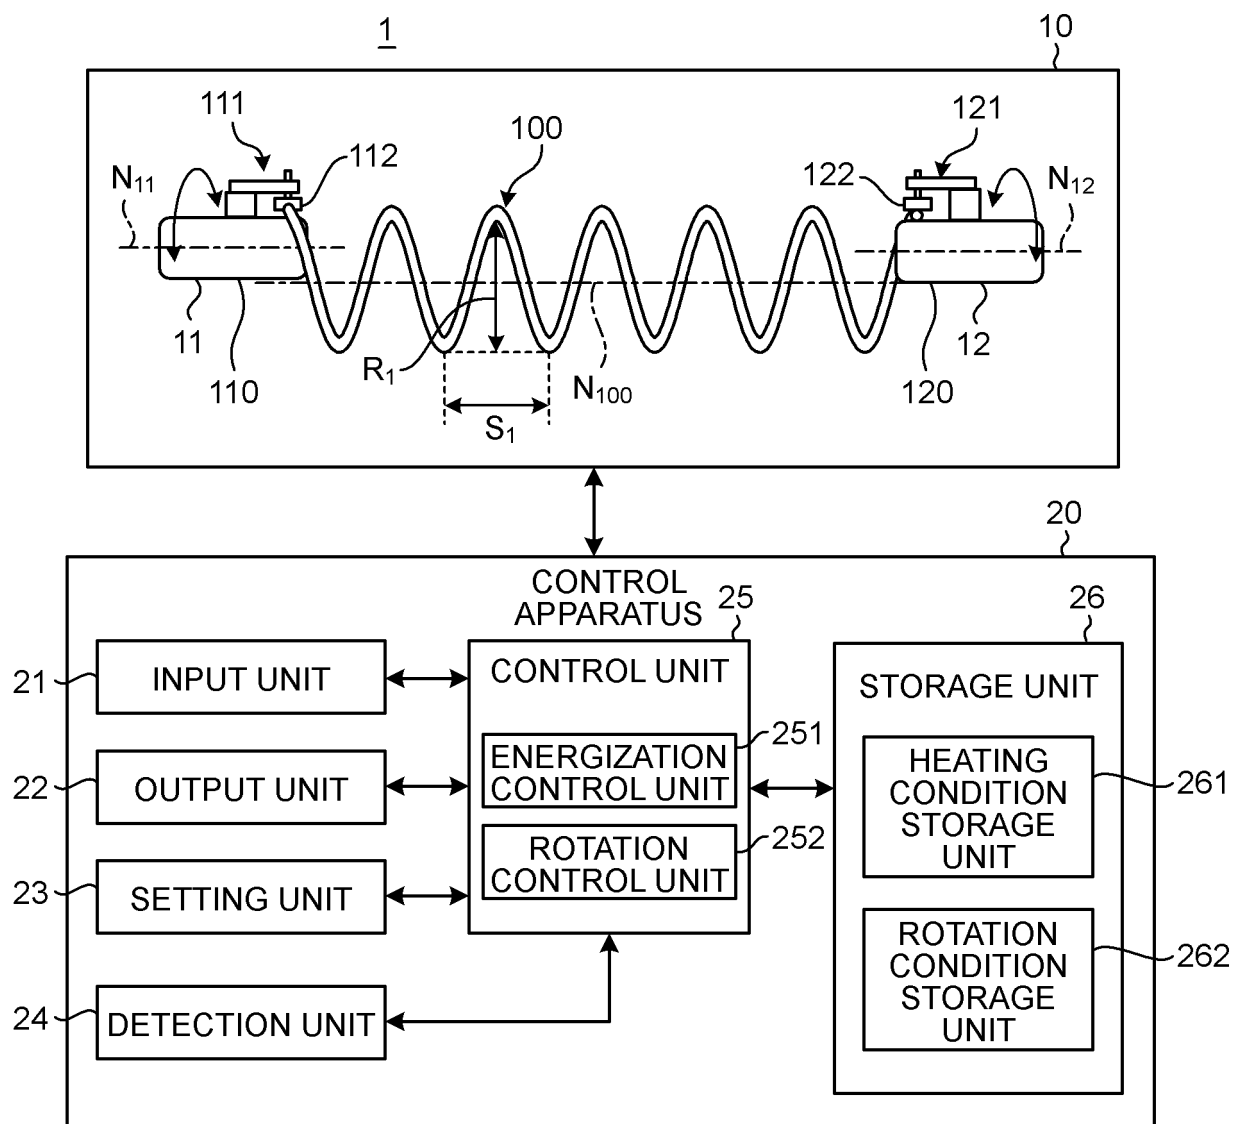 1
10
111
112
100
121
122
N11
N12
11
110
R1
S1
N100
120
12
20
CONTROL
APPARATUS
25
26
21
INPUT UNIT
CONTROL UNIT
STORAGE UNIT
22
OUTPUT UNIT
ENERGIZATION
CONTROL UNIT
251
HEATING
CONDITION
STORAGE
UNIT
261
23
SETTING UNIT
ROTATION
CONTROL UNIT
252
24
DETECTION UNIT
ROTATION
CONDITION
STORAGE
UNIT
262